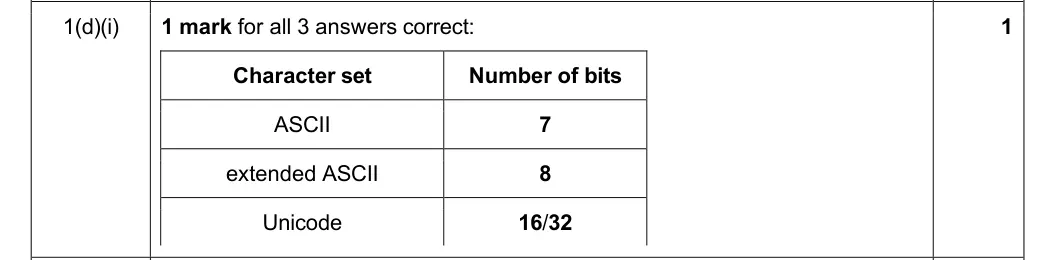 1(d)(i) 1 mark for all 3 answers correct: 1
Character set Number of bits
ASCII 7
extended ASCII 8
Unicode 16/32